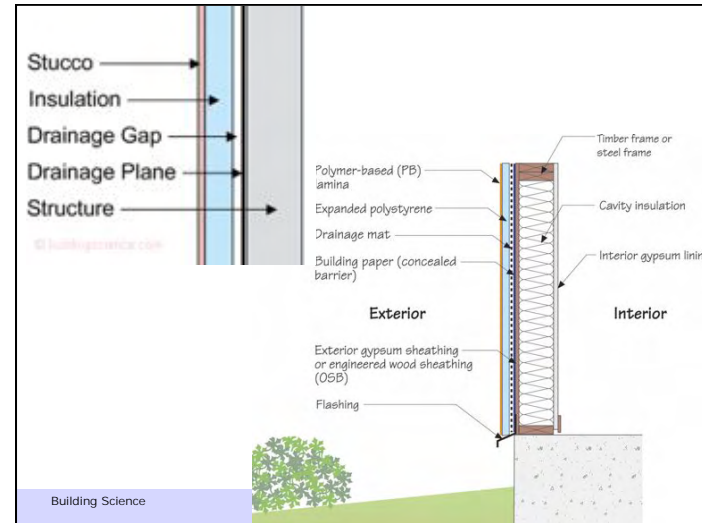 Stucco
Insulation
Drainage Gap
Drainage Plane
Structure
© buildingscience.com
Polymer-based (PB)
lamina
Expanded polystyrene
Drainage mat
Building paper (concealed
barrier)
Exterior
Exterior gypsum sheathing
or engineered wood sheathing
(OSB)
Flashing
Timber frame or
steel frame
Cavity insulation
Interior gypsum linin
Interior
Building Science